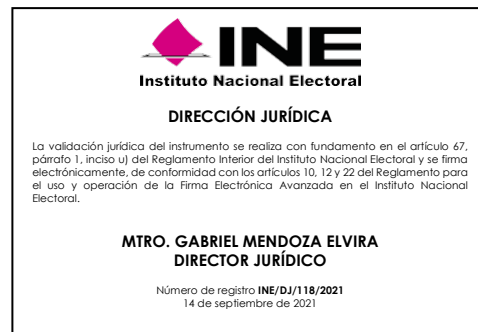 INE
Instituto Nacional Electoral
DIRECCIÓN JURÍDICA
La validación jurídica del instrumento se realiza con fundamento en el artículo 67,
párrafo 1, inciso u) del Reglamento Interior del Instituto Nacional Electoral y se firma
electrónicamente, de conformidad con los artículos 10, 12 y 22 del Reglamento para
el uso y operación de la Firma Electrónica Avanzada en el Instituto Nacional
Electoral.
MTRO. GABRIEL MENDOZA ELVIRA
DIRECTOR JURÍDICO
Número de registro INE/DJ/118/2021
14 de septiembre de 2021